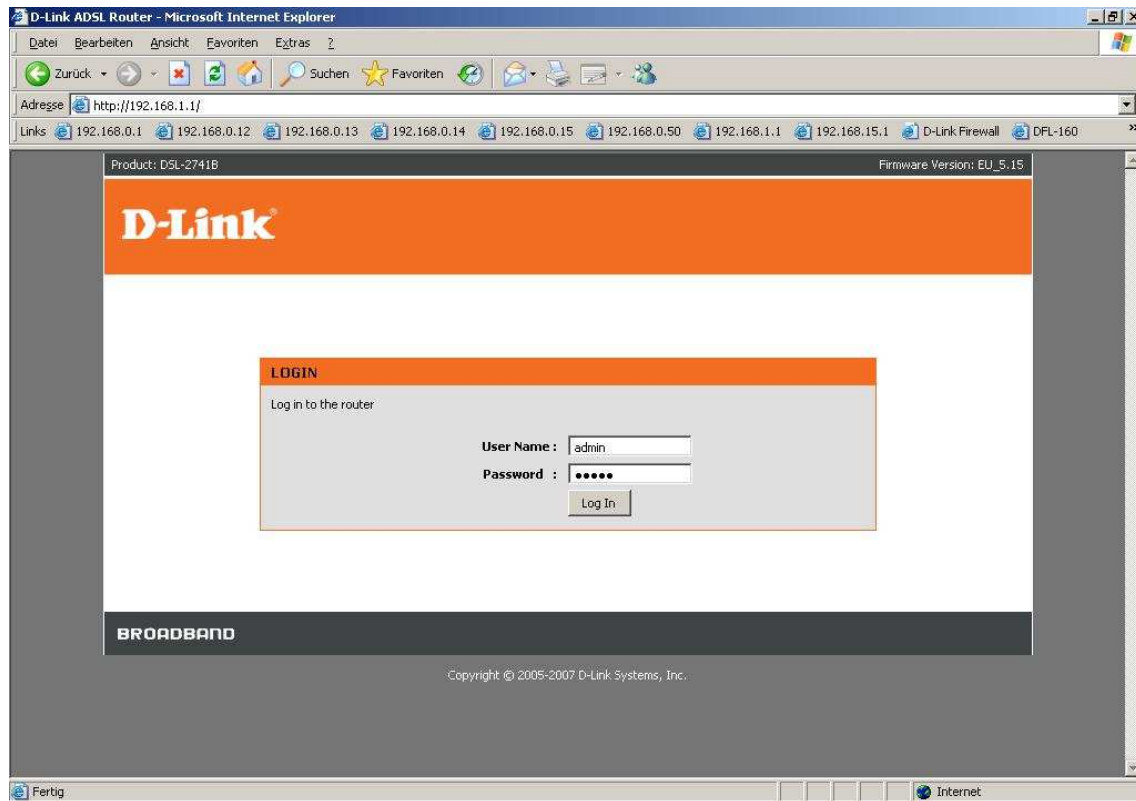 D-Link ADSL Router - Microsoft Internet Explorer
Datei Bearbeiten Ansicht Favoriten Extras ?
Zurück Suchen Favoriten
Adresse http://192.168.1.1/
Links 192.168.0.1 192.168.0.12 192.168.0.13 192.168.0.14 192.168.0.15 192.168.0.50 192.168.1.1 192.168.15.1 D-Link Firewall DFL-160 »
Product: DSL-2741B Firmware Version: EU_5.15
D-Link®
LOGIN
Log in to the router
User Name : admin
Password : •••••
Log In
BROADBAND
Copyright © 2005-2007 D-Link Systems, Inc.
Fertig Internet